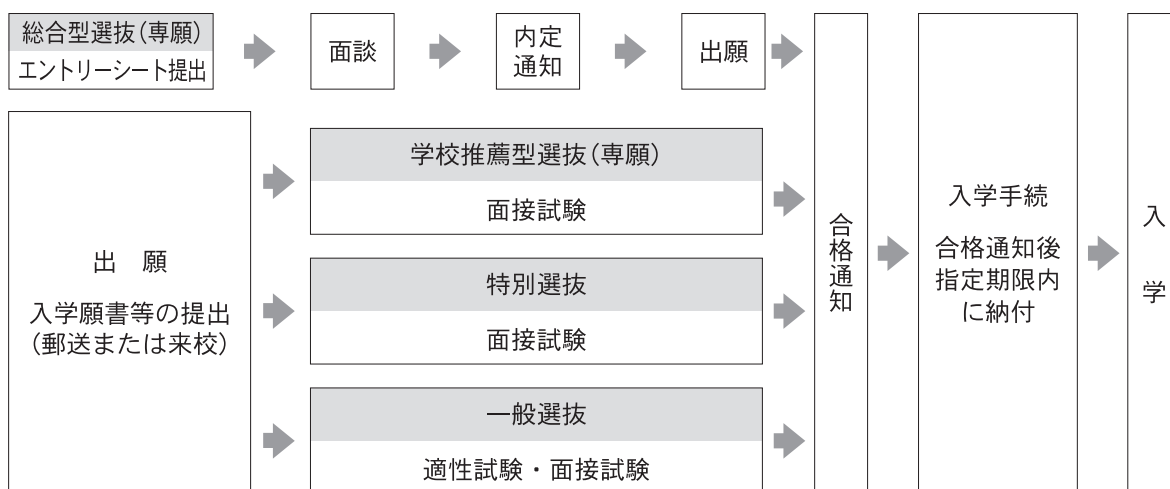 総合型選抜(専願)
エントリーシート提出
面談
内定
通知
出願
出　願
入学願書等の提出
(郵送または来校)
学校推薦型選抜(専願)
面接試験
特別選抜
面接試験
一般選抜
適性試験・面接試験
合格通知
入学手続
合格通知後
指定期限内
に納付
入学